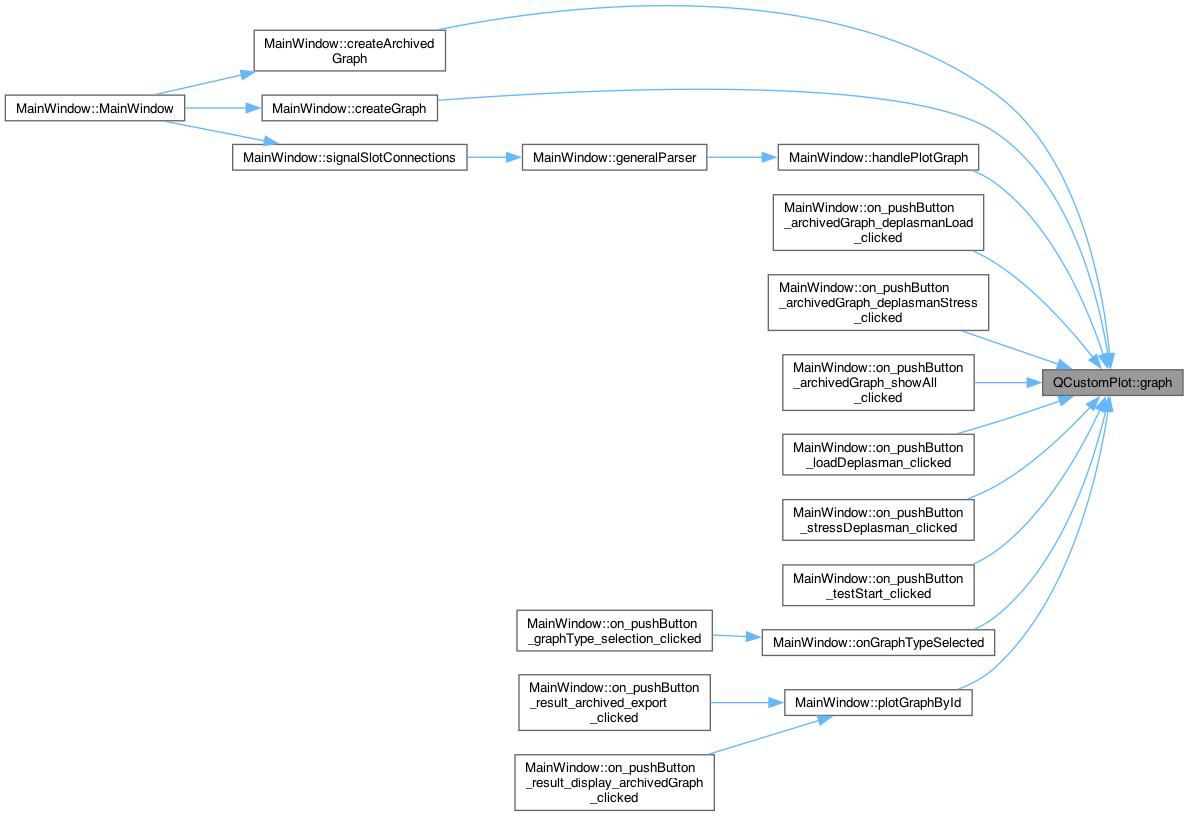 MainWindow::createArchived
Graph
MainWindow::MainWindow
MainWindow::createGraph
MainWindow::signalSlotConnections
MainWindow::generalParser
MainWindow::handlePlotGraph
MainWindow::on_pushButton
_archivedGraph_deplasmanLoad
_clicked
MainWindow::on_pushButton
_archivedGraph_deplasmanStress
_clicked
MainWindow::on_pushButton
_archivedGraph_showAll
_clicked
QCustomPlot::graph
MainWindow::on_pushButton
_loadDeplasman_clicked
MainWindow::on_pushButton
_stressDeplasman_clicked
MainWindow::on_pushButton
_testStart_clicked
MainWindow::on_pushButton
_graphType_selection_clicked
MainWindow::onGraphTypeSelected
MainWindow::on_pushButton
_result_archived_export
_clicked
MainWindow::plotGraphById
MainWindow::on_pushButton
_result_display_archivedGraph
_clicked